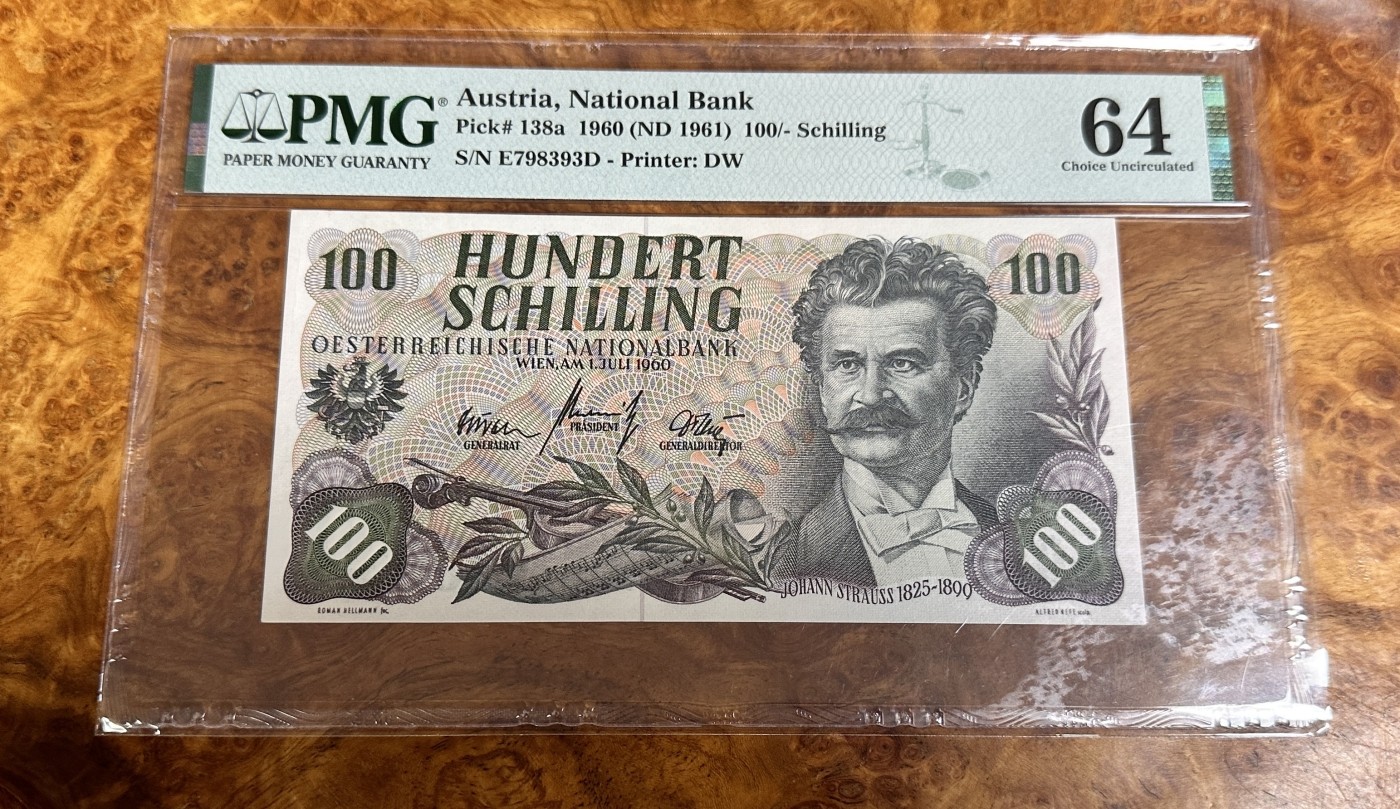 PMG®
PAPER MONEY GUARANTY
Austria, National Bank
Pick# 138a 1960 (ND 1961) 100/- Schilling
S/N E798393D - Printer: DW
64
Choice Uncirculated
100
HUNDERT
SCHILLING
100
OESTERREICHISCHE NATIONALBANK
WIEN, AM 1. JULI 1960
GENERALRAT
PRÄSIDENT
GENERALDIREKTOR
100
100
JOHANN STRAUSS 1825-1899
ROMAN HELLMANN